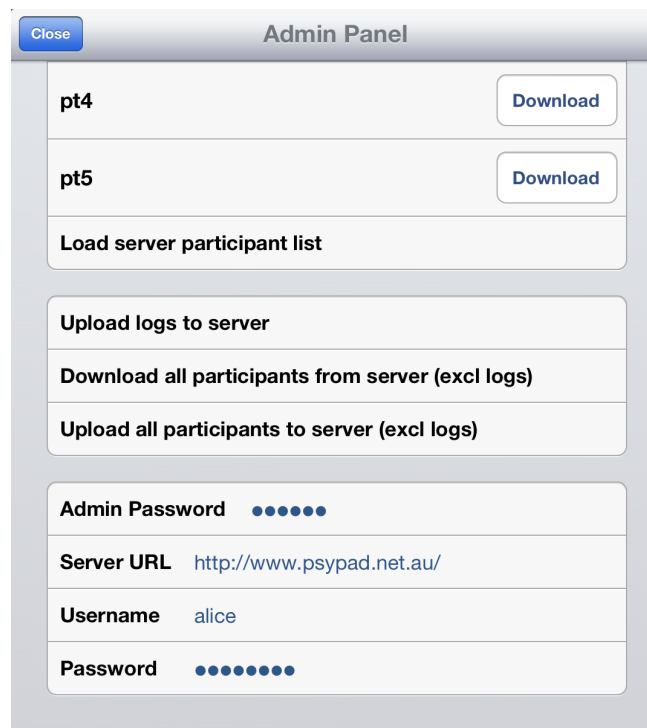 Close
Admin Panel
pt4
Download
pt5
Download
Load server participant list
Upload logs to server
Download all participants from server (excl logs)
Upload all participants to server (excl logs)
Admin Password ●●●●●●
Server URL http://www.psypad.net.au/
Username alice
Password ●●●●●●●●